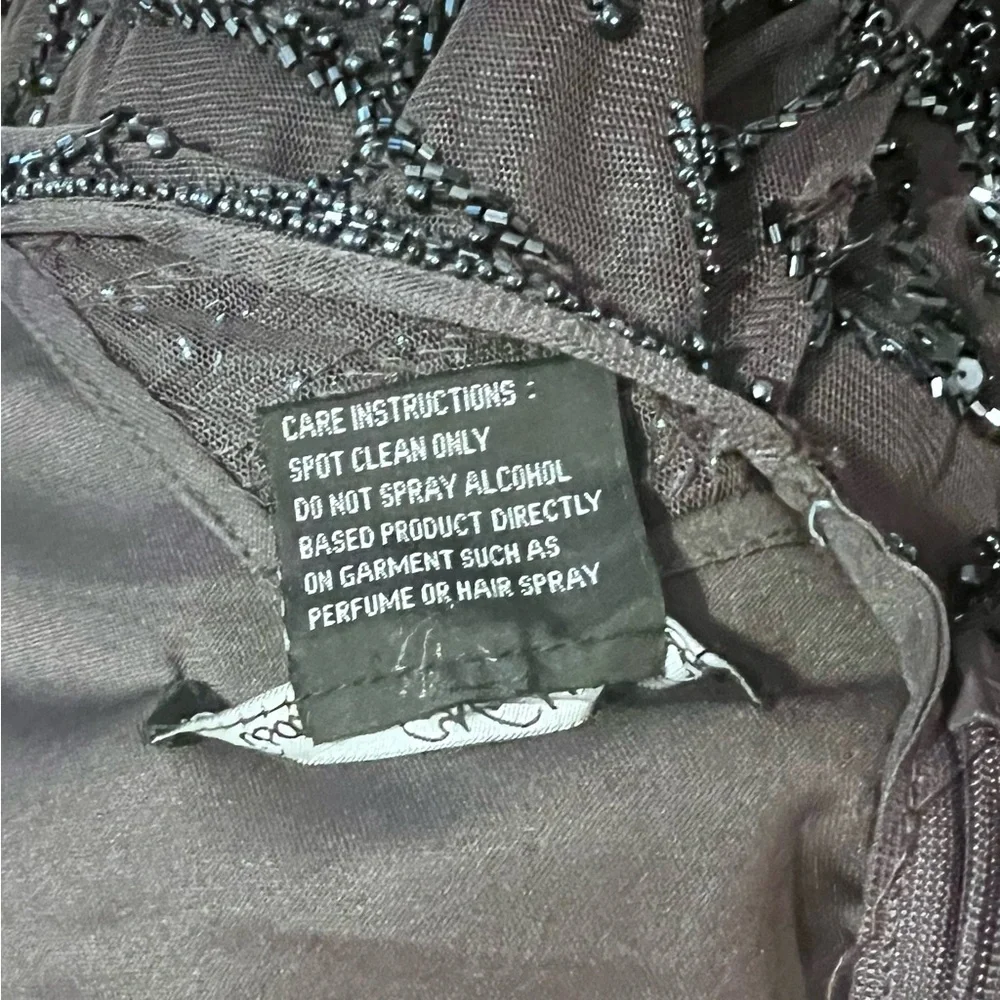 CARE INSTRUCTIONS :
SPOT CLEAN ONLY
DO NOT SPRAY ALCOHOL
BASED PRODUCT DIRECTLY
ON GARMENT SUCH AS
PERFUME OR HAIR SPRAY